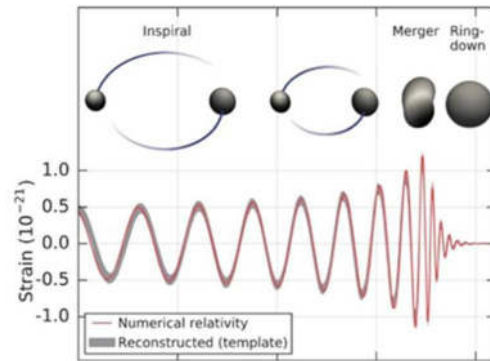 Inspiral
Merger
Ring-
down
Strain (10⁻²¹)
1.0
0.5
0.0
-0.5
-1.0
Numerical relativity
Reconstructed (template)